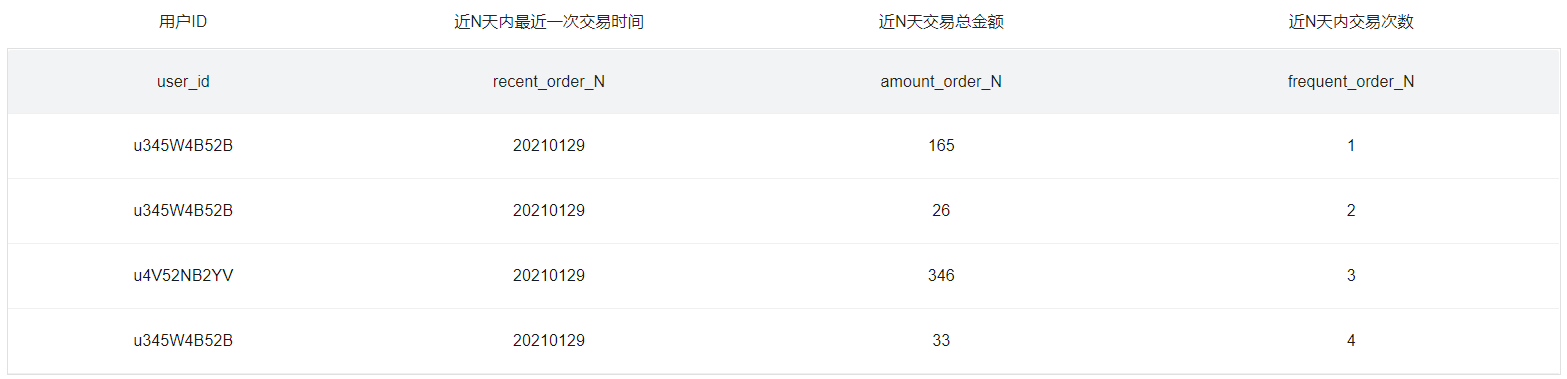 用户ID 近N天内最近一次交易时间 近N天交易总金额 近N天内交易次数
user_id recent_order_N amount_order_N frequent_order_N
u345W4B52B 20210129 165 1
u345W4B52B 20210129 26 2
u4V52NB2YV 20210129 346 3
u345W4B52B 20210129 33 4